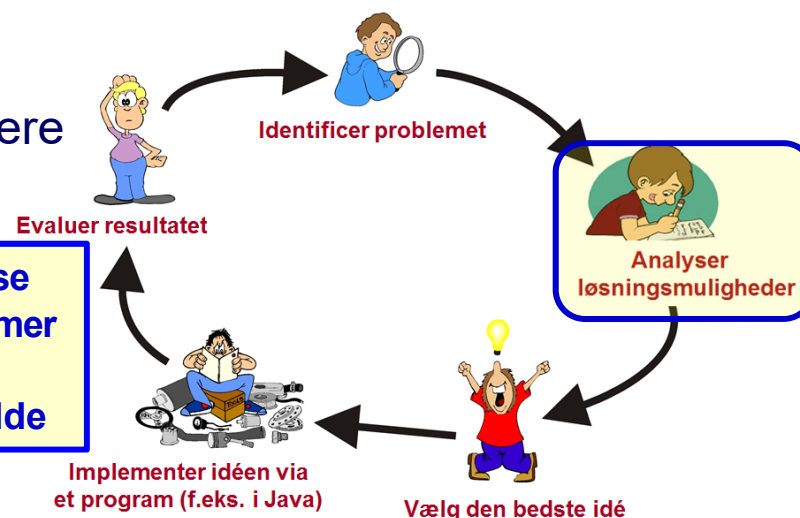 ere
Identificer problemet
Analyser
løsningsmuligheder
Vælg den bedste idé
Implementer idéen via
et program (f.eks. i Java)
Evaluer resultatet
se
mer
lde
TOOLS